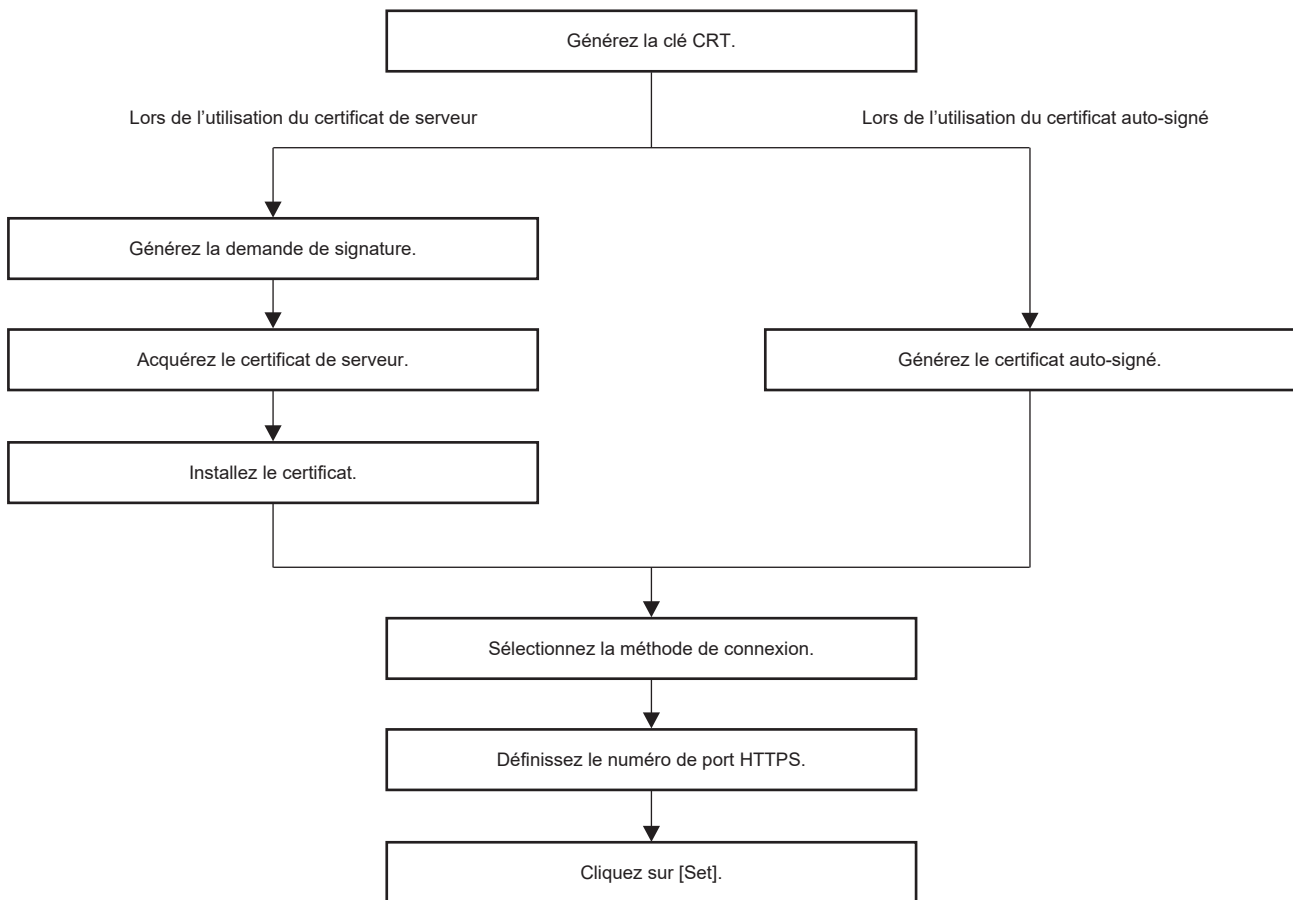 Générez la clé CRT.
Lors de l’utilisation du certificat de serveur
Lors de l’utilisation du certificat auto-signé
Générez la demande de signature.
Acquérez le certificat de serveur.
Générez le certificat auto-signé.
Installez le certificat.
Sélectionnez la méthode de connexion.
Définissez le numéro de port HTTPS.
Cliquez sur [Set].